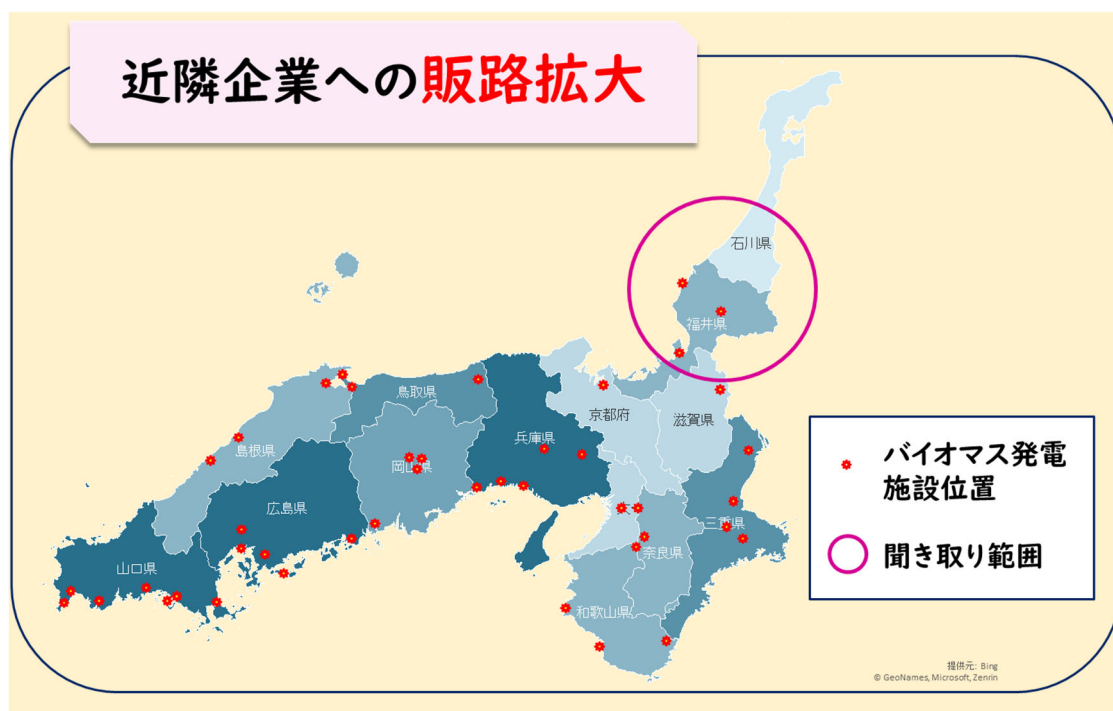 近隣企業への販路拡大
石川県
福井県
鳥取県
京都府
滋賀県
兵庫県
島根県
岡山県
広島県
三重県
奈良県
山口県
和歌山県
バイオマス発電
施設位置
聞き取り範囲
提供元: Bing
© GeoNames, Microsoft, Zenrin